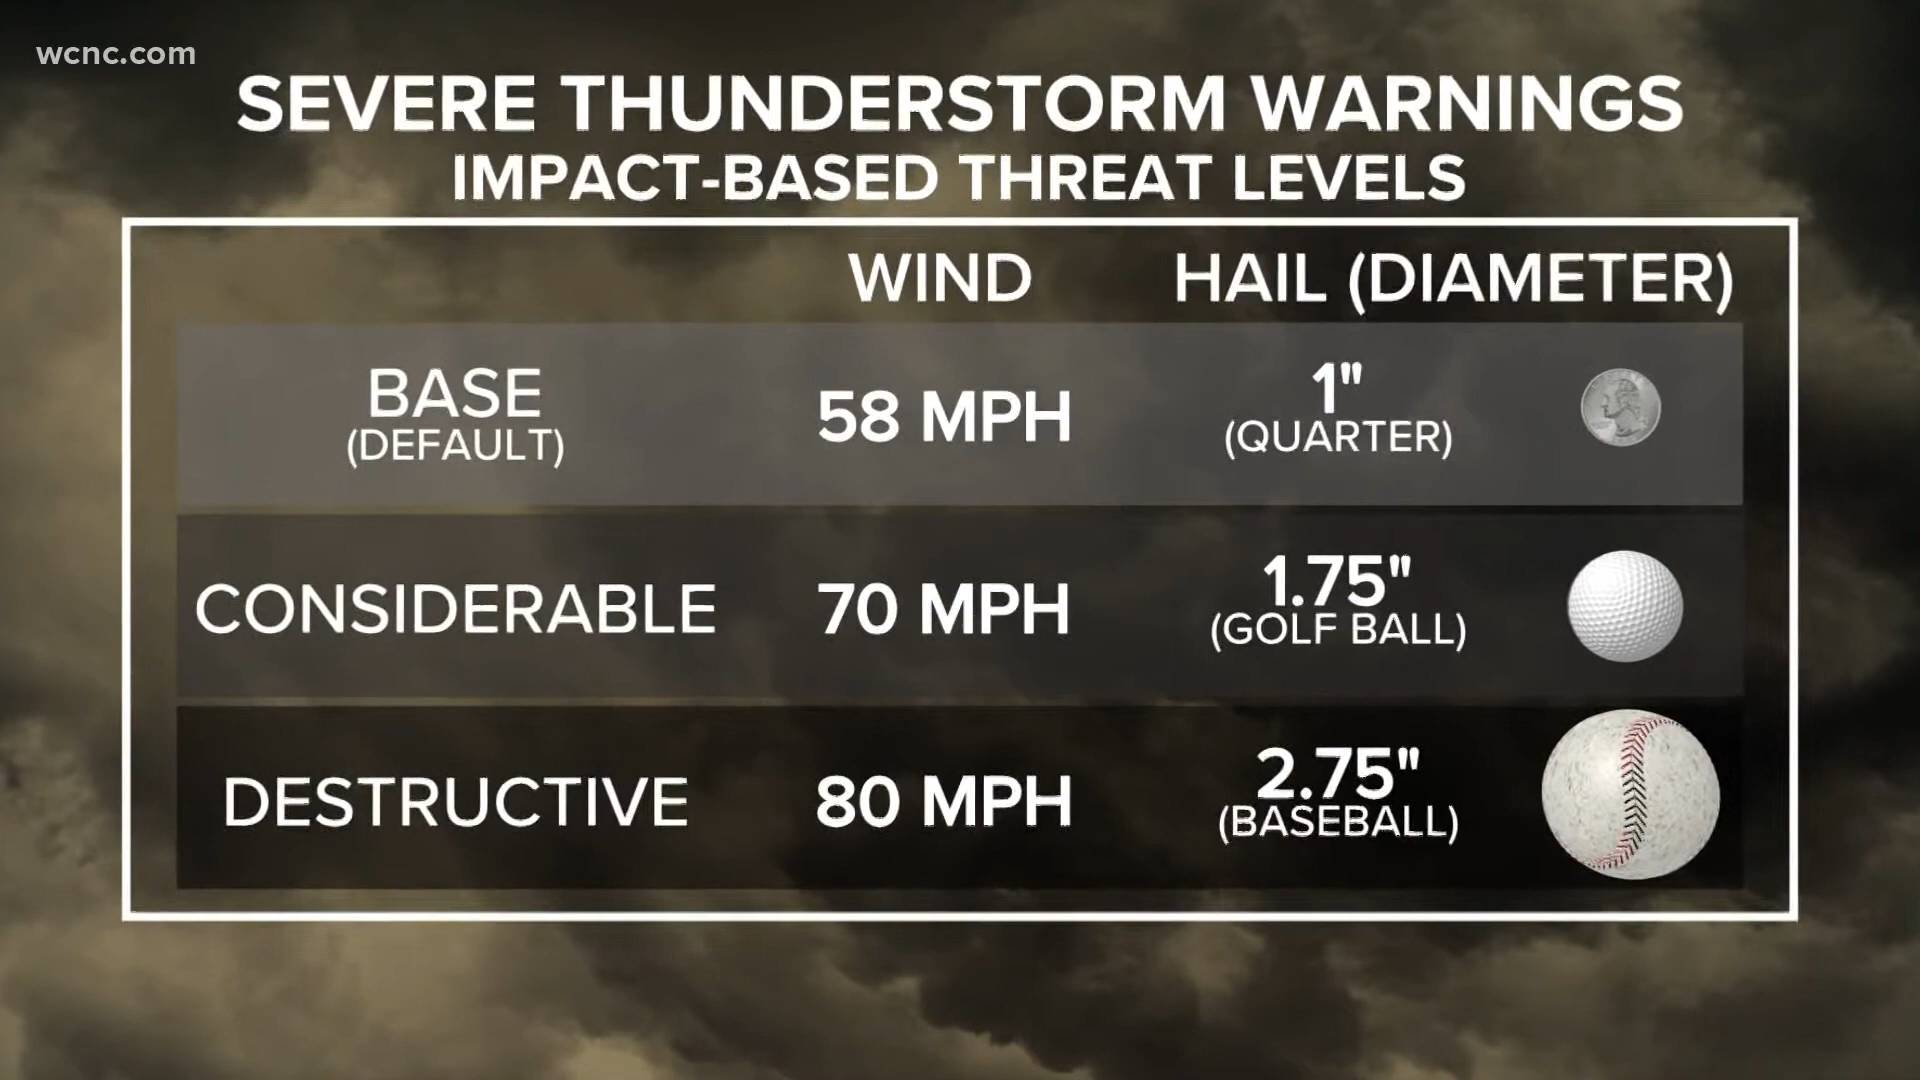 wcnc.com
SEVERE THUNDERSTORM WARNINGS
IMPACT-BASED THREAT LEVELS
WIND HAIL (DIAMETER)
BASE
(DEFAULT)
58 MPH
1"
(QUARTER)
CONSIDERABLE
70 MPH
1.75"
(GOLF BALL)
DESTRUCTIVE
80 MPH
2.75"
(BASEBALL)